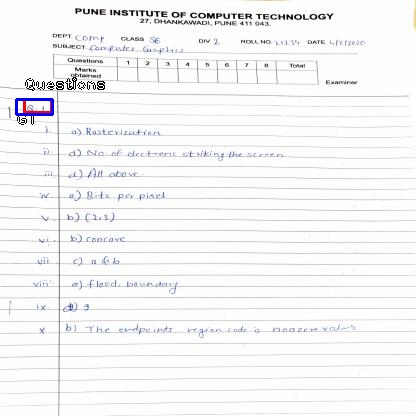 PUNE INSTITUTE OF COMPUTER TECHNOLOGY
27, DHANKAWADI, PUNE 411 043.
DEPT Comp CLASS SE DIV 2 ROLL NO. 21234 DATE 4/2/2020
SUBJECT Computer Graphics
Questions 1 2 3 4 5 6 7 8 Total
Marks obtained
Examiner
Questions
Q.1
Q1
i. a) Rasterization
ii. d) No. of electrons striking the screen
iii. d) All above.
iv. a) Bits per pixel
v. b) (2,3)
vi. b) concave
vii c) a & b
viii. a) flood, boundary
ix. 9
x b) The endpoints region code is nonzero values